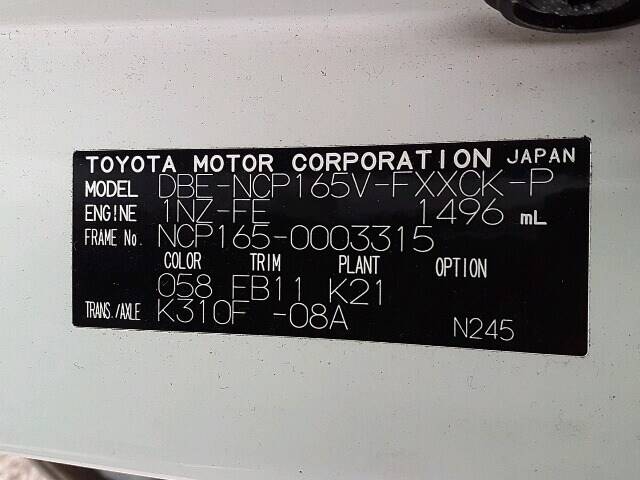 TOYOTA MOTOR CORPORATION JAPAN
MODEL DBE-NCP165V-FXXCK-P
ENGINE 1NZ-FE 1496 mL
FRAME No. NCP165-0003315
COLOR TRIM PLANT OPTION
058 FB11 K21
TRANS./AXLE K310F -08A
N245